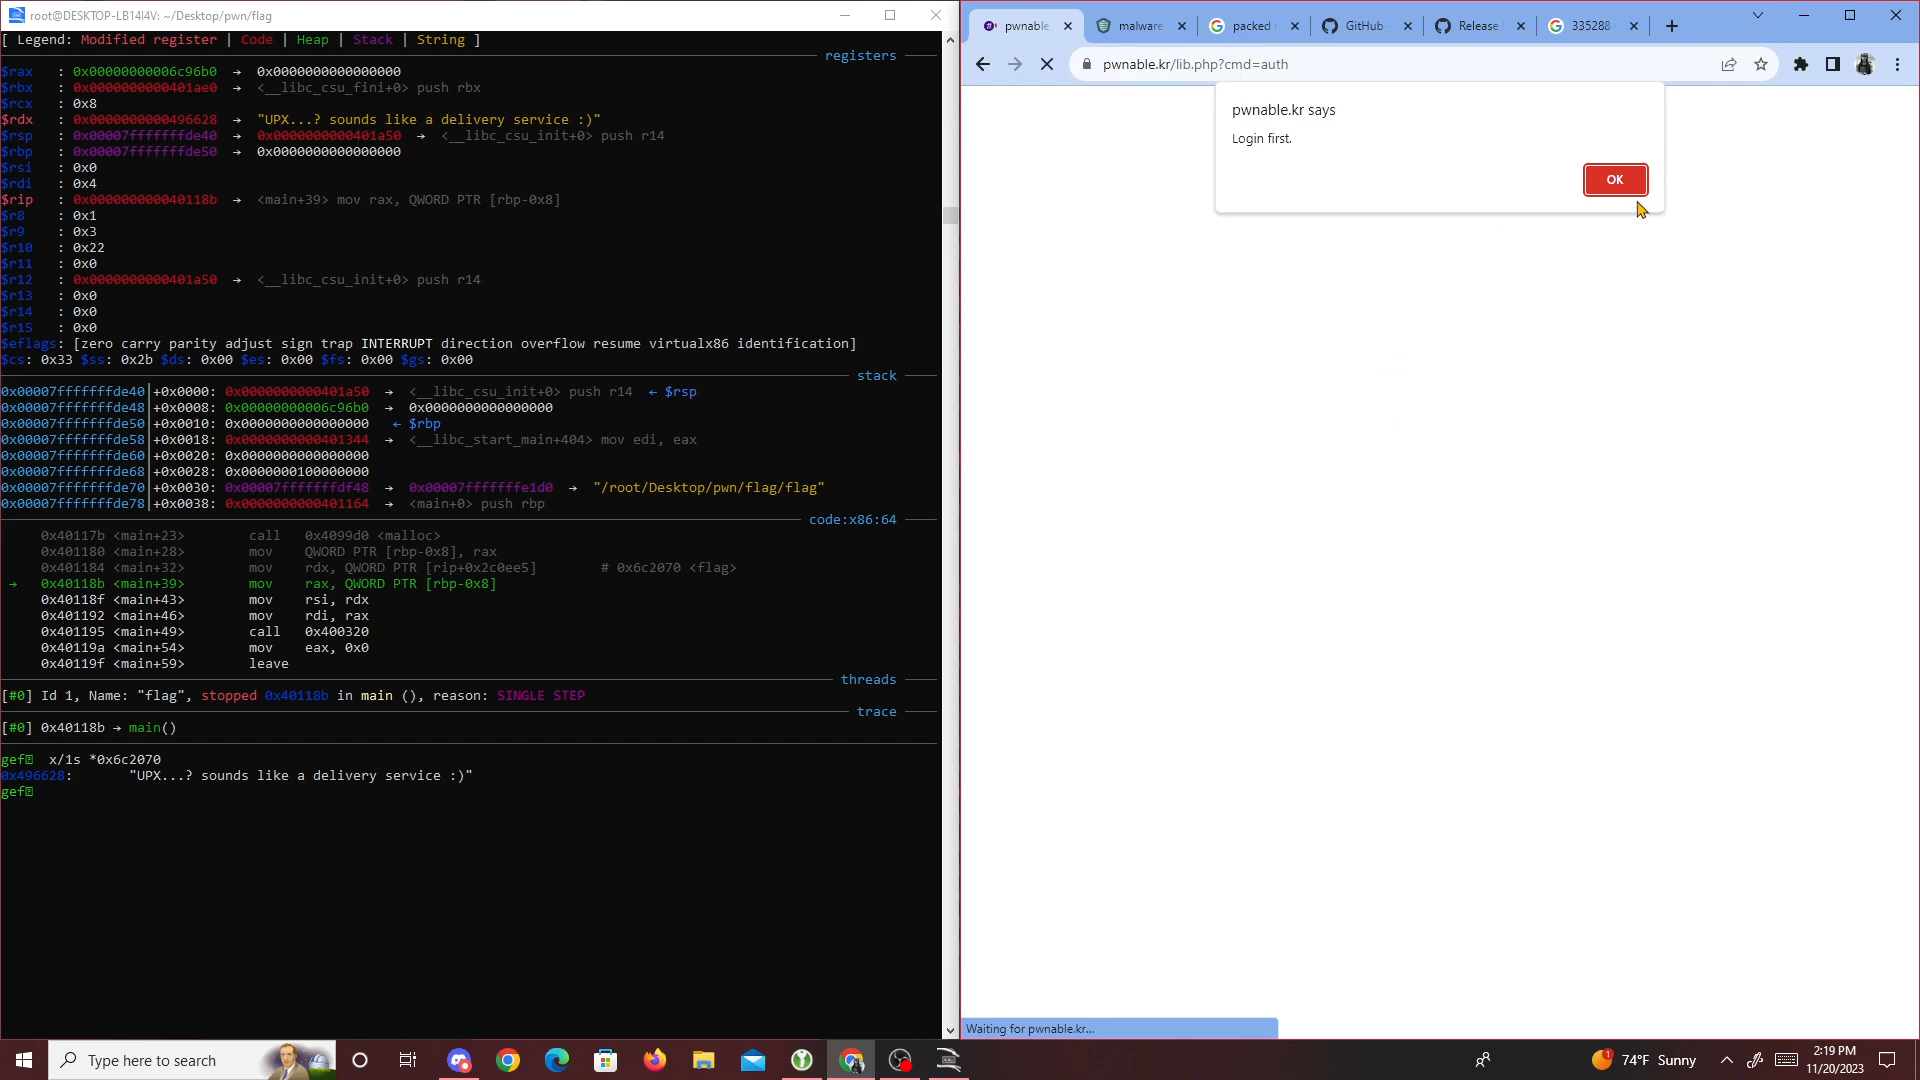 root@DESKTOP-LB14I4V: ~/Desktop/pwn/flag
[ Legend: Modified register | Code | Heap | Stack | String ]
registers
$rax   : 0x00000000006c96b0  →  0x0000000000000000
$rbx   : 0x0000000000401ae0  →  <__libc_csu_fini+0> push rbx
$rcx   : 0x8
$rdx   : 0x0000000000496628  →  "UPX...? sounds like a delivery service :)"
$rsp   : 0x00007fffffffde40  →  0x0000000000401a50  →  <__libc_csu_init+0> push r14
$rbp   : 0x00007fffffffde50  →  0x0000000000000000
$rsi   : 0x0
$rdi   : 0x4
$rip   : 0x000000000040118b  →  <main+39> mov rax, QWORD PTR [rbp-0x8]
$r8    : 0x1
$r9    : 0x3
$r10   : 0x22
$r11   : 0x0
$r12   : 0x0000000000401a50  →  <__libc_csu_init+0> push r14
$r13   : 0x0
$r14   : 0x0
$r15   : 0x0
$eflags: [zero carry parity adjust sign trap INTERRUPT direction overflow resume virtualx86 identification]
$cs: 0x33 $ss: 0x2b $ds: 0x00 $es: 0x00 $fs: 0x00 $gs: 0x00
stack
0x00007fffffffde40│+0x0000: 0x0000000000401a50  →  <__libc_csu_init+0> push r14  ← $rsp
0x00007fffffffde48│+0x0008: 0x00000000006c96b0  →  0x0000000000000000
0x00007fffffffde50│+0x0010: 0x0000000000000000  ← $rbp
0x00007fffffffde58│+0x0018: 0x0000000000401344  →  <__libc_start_main+404> mov edi, eax
0x00007fffffffde60│+0x0020: 0x0000000000000000
0x00007fffffffde68│+0x0028: 0x0000000100000000
0x00007fffffffde70│+0x0030: 0x00007fffffffdf48  →  0x00007fffffffe1d0  →  "/root/Desktop/pwn/flag/flag"
0x00007fffffffde78│+0x0038: 0x0000000000401164  →  <main+0> push rbp
code:x86:64
0x40117b <main+23>        call   0x4099d0 <malloc>
0x401180 <main+28>        mov    QWORD PTR [rbp-0x8], rax
0x401184 <main+32>        mov    rdx, QWORD PTR [rip+0x2c0ee5]        # 0x6c2070 <flag>
→   0x40118b <main+39>        mov    rax, QWORD PTR [rbp-0x8]
0x40118f <main+43>        mov    rsi, rdx
0x401192 <main+46>        mov    rdi, rax
0x401195 <main+49>        call   0x400320
0x40119a <main+54>        mov    eax, 0x0
0x40119f <main+59>        leave
threads
[#0] Id 1, Name: "flag", stopped 0x40118b in main (), reason: SINGLE STEP
trace
[#0] 0x40118b → main()
gef  x/1s *0x6c2070
0x496628:       "UPX...? sounds like a delivery service :)"
gef
pwnable
malware
packed
GitHub
Release
335288
pwnable.kr/lib.php?cmd=auth
pwnable.kr says
Login first.
OK
Waiting for pwnable.kr...
Type here to search
1
74°F Sunny
2:19 PM
11/20/2023